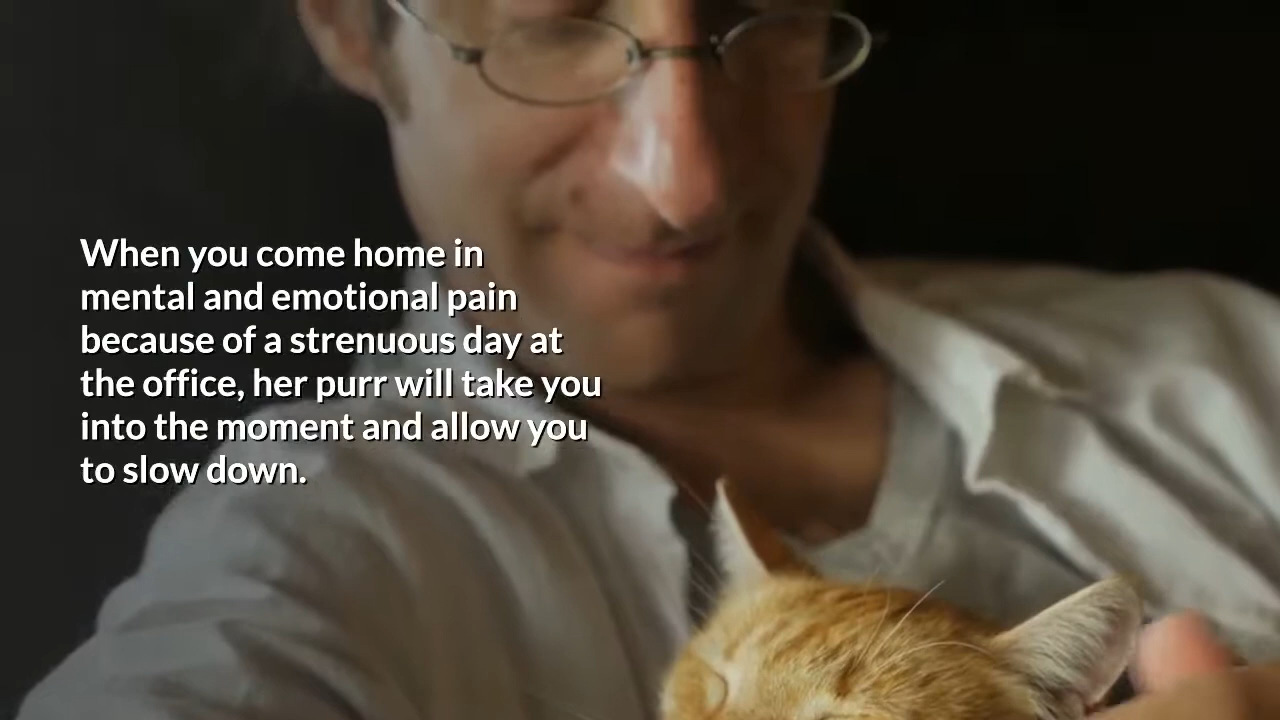 When you come home in
mental and emotional pain
because of a strenuous day at
the office, her purr will take you
into the moment and allow you
to slow down.